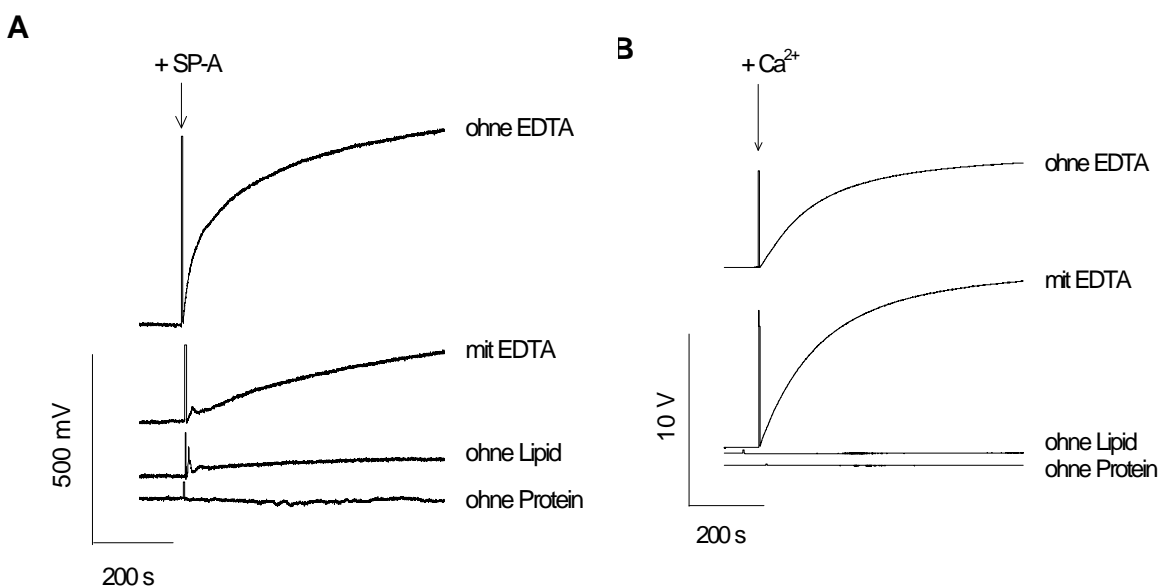 A
+ SP-A
ohne EDTA
mit EDTA
ohne Lipid
ohne Protein
500 mV
200 s
B
+ Ca²⁺
ohne EDTA
mit EDTA
ohne Lipid
ohne Protein
10 V
200 s